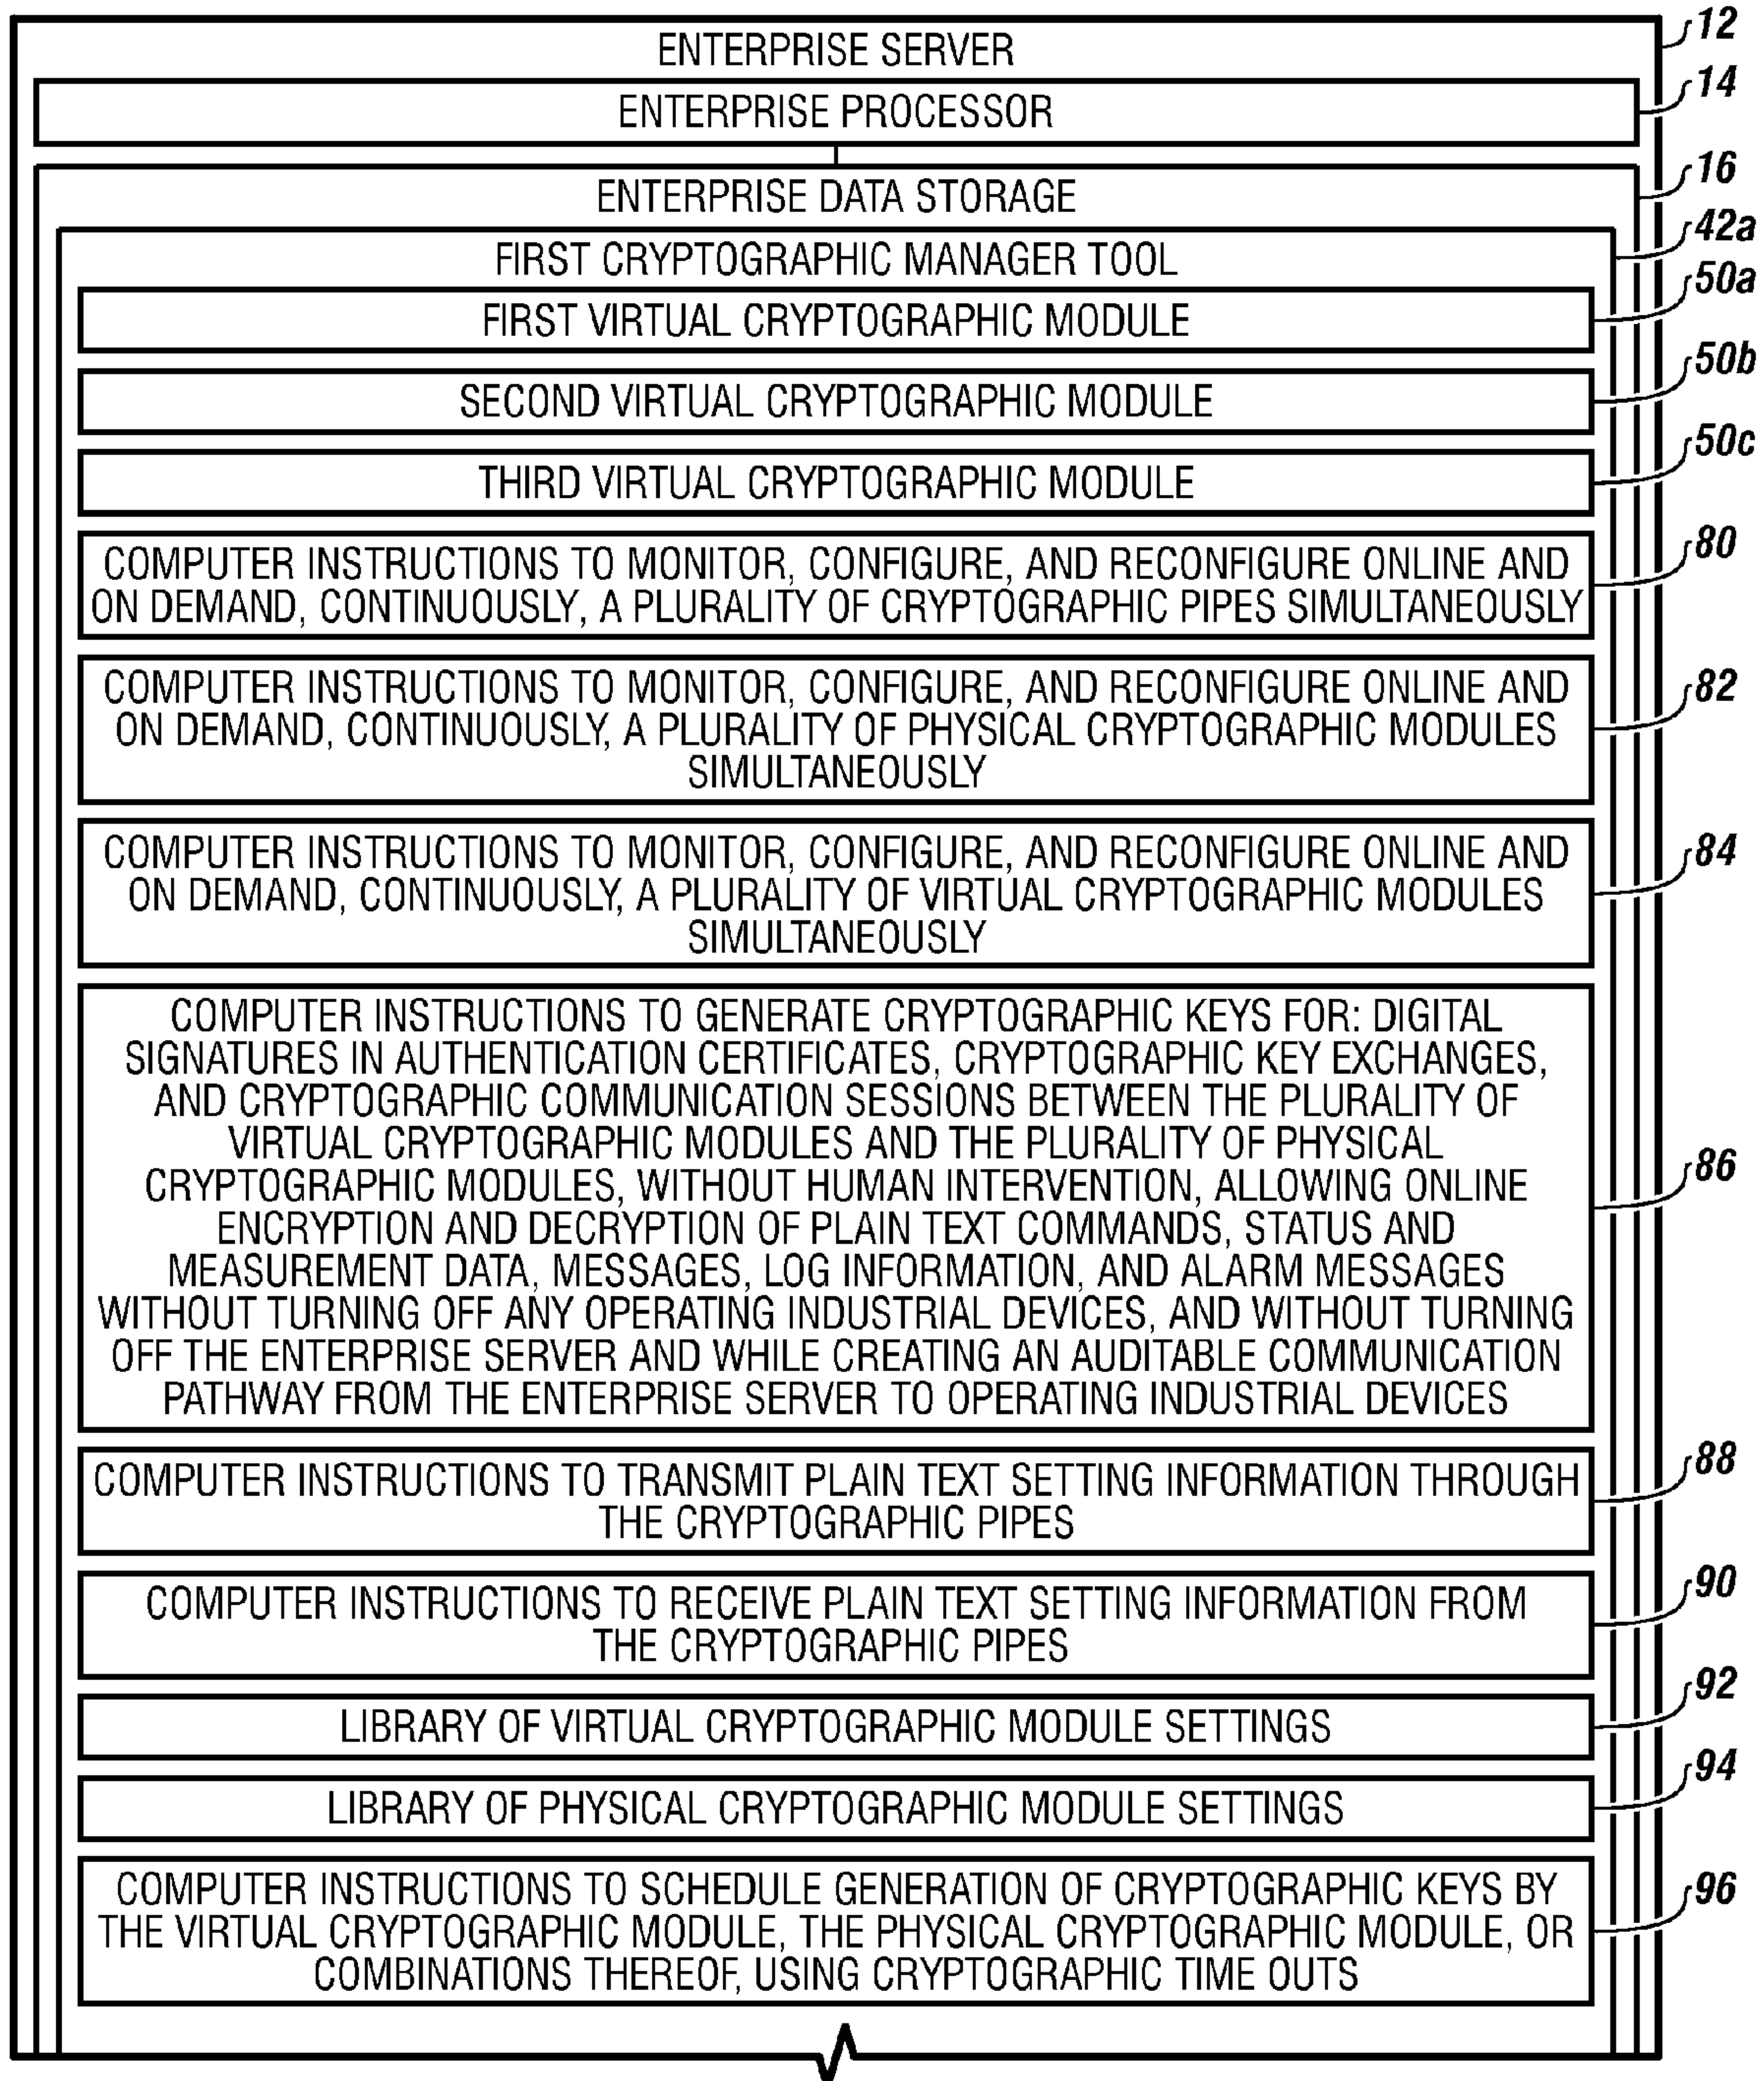 12
ENTERPRISE SERVER
14
ENTERPRISE PROCESSOR
16
ENTERPRISE DATA STORAGE
42a
FIRST CRYPTOGRAPHIC MANAGER TOOL
50a
FIRST VIRTUAL CRYPTOGRAPHIC MODULE
50b
SECOND VIRTUAL CRYPTOGRAPHIC MODULE
50c
THIRD VIRTUAL CRYPTOGRAPHIC MODULE
80
COMPUTER INSTRUCTIONS TO MONITOR, CONFIGURE, AND RECONFIGURE ONLINE AND
ON DEMAND, CONTINUOUSLY, A PLURALITY OF CRYPTOGRAPHIC PIPES SIMULTANEOUSLY
82
COMPUTER INSTRUCTIONS TO MONITOR, CONFIGURE, AND RECONFIGURE ONLINE AND
ON DEMAND, CONTINUOUSLY, A PLURALITY OF PHYSICAL CRYPTOGRAPHIC MODULES
SIMULTANEOUSLY
84
COMPUTER INSTRUCTIONS TO MONITOR, CONFIGURE, AND RECONFIGURE ONLINE AND
ON DEMAND, CONTINUOUSLY, A PLURALITY OF VIRTUAL CRYPTOGRAPHIC MODULES
SIMULTANEOUSLY
86
COMPUTER INSTRUCTIONS TO GENERATE CRYPTOGRAPHIC KEYS FOR: DIGITAL
SIGNATURES IN AUTHENTICATION CERTIFICATES, CRYPTOGRAPHIC KEY EXCHANGES,
AND CRYPTOGRAPHIC COMMUNICATION SESSIONS BETWEEN THE PLURALITY OF
VIRTUAL CRYPTOGRAPHIC MODULES AND THE PLURALITY OF PHYSICAL
CRYPTOGRAPHIC MODULES, WITHOUT HUMAN INTERVENTION, ALLOWING ONLINE
ENCRYPTION AND DECRYPTION OF PLAIN TEXT COMMANDS, STATUS AND
MEASUREMENT DATA, MESSAGES, LOG INFORMATION, AND ALARM MESSAGES
WITHOUT TURNING OFF ANY OPERATING INDUSTRIAL DEVICES, AND WITHOUT TURNING
OFF THE ENTERPRISE SERVER AND WHILE CREATING AN AUDITABLE COMMUNICATION
PATHWAY FROM THE ENTERPRISE SERVER TO OPERATING INDUSTRIAL DEVICES
88
COMPUTER INSTRUCTIONS TO TRANSMIT PLAIN TEXT SETTING INFORMATION THROUGH
THE CRYPTOGRAPHIC PIPES
90
COMPUTER INSTRUCTIONS TO RECEIVE PLAIN TEXT SETTING INFORMATION FROM
THE CRYPTOGRAPHIC PIPES
92
LIBRARY OF VIRTUAL CRYPTOGRAPHIC MODULE SETTINGS
94
LIBRARY OF PHYSICAL CRYPTOGRAPHIC MODULE SETTINGS
96
COMPUTER INSTRUCTIONS TO SCHEDULE GENERATION OF CRYPTOGRAPHIC KEYS BY
THE VIRTUAL CRYPTOGRAPHIC MODULE, THE PHYSICAL CRYPTOGRAPHIC MODULE, OR
COMBINATIONS THEREOF, USING CRYPTOGRAPHIC TIME OUTS